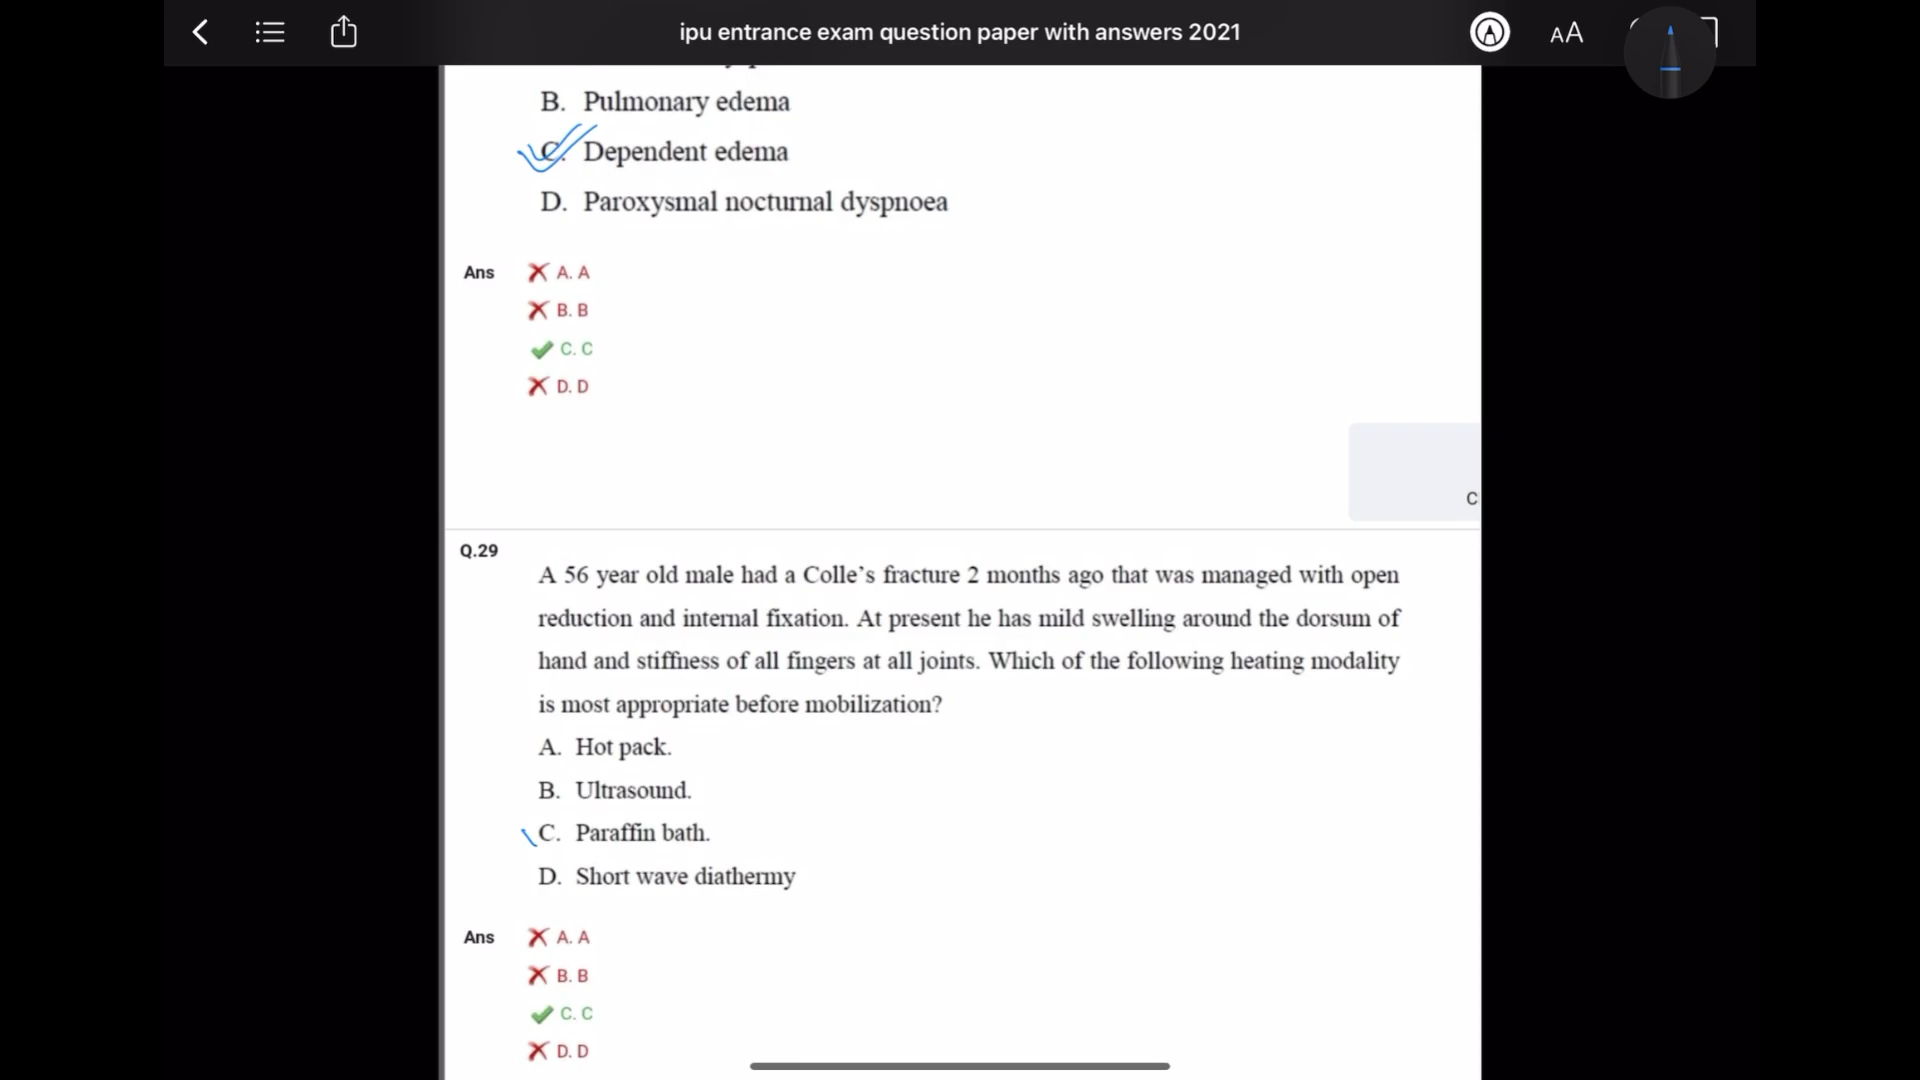 ipu entrance exam question paper with answers 2021
AA
B. Pulmonary edema
C. Dependent edema
D. Paroxysmal nocturnal dyspnoea
Ans
A. A
B. B
C. C
D. D
C
Q.29
A 56 year old male had a Colle’s fracture 2 months ago that was managed with open
reduction and internal fixation. At present he has mild swelling around the dorsum of
hand and stiffness of all fingers at all joints. Which of the following heating modality
is most appropriate before mobilization?
A. Hot pack.
B. Ultrasound.
C. Paraffin bath.
D. Short wave diathermy
Ans
A. A
B. B
C. C
D. D